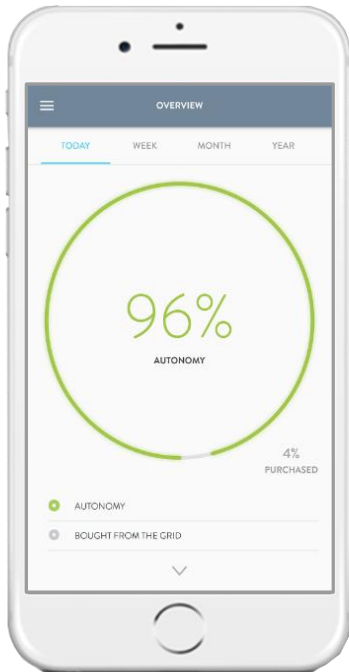 OVERVIEW
TODAY WEEK MONTH YEAR
96%
AUTONOMY
4%
PURCHASED
AUTONOMY
BOUGHT FROM THE GRID